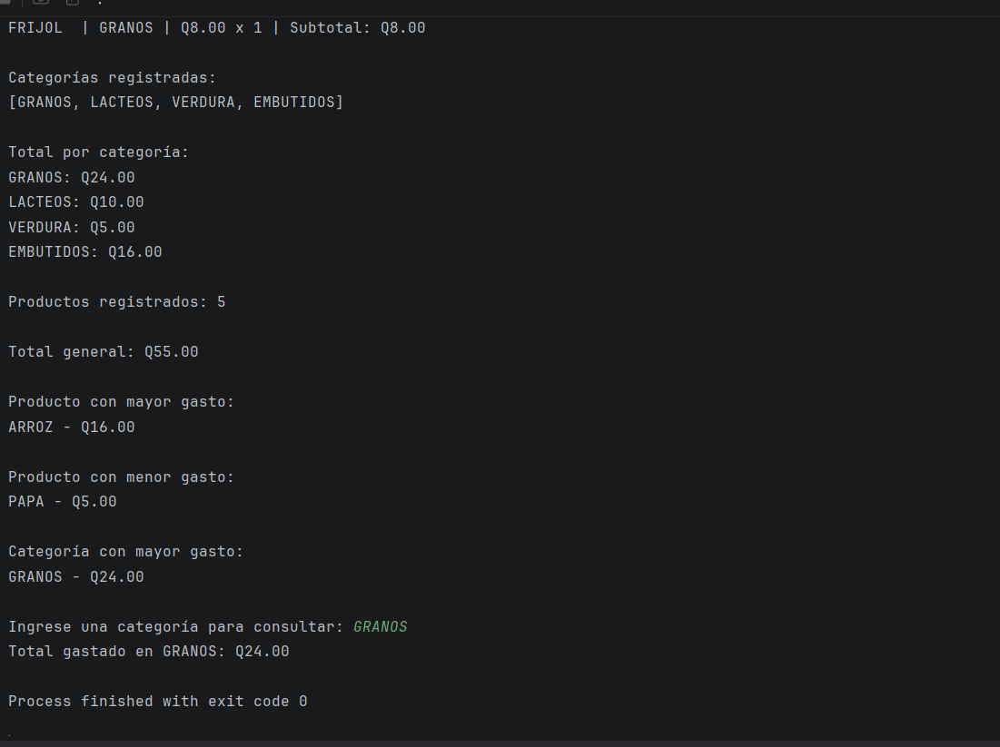 FRIJOL  | GRANOS | Q8.00 x 1 | Subtotal: Q8.00
Categorías registradas:
[GRANOS, LACTEOS, VERDURA, EMBUTIDOS]
Total por categoría:
GRANOS: Q24.00
LACTEOS: Q10.00
VERDURA: Q5.00
EMBUTIDOS: Q16.00
Productos registrados: 5
Total general: Q55.00
Producto con mayor gasto:
ARROZ - Q16.00
Producto con menor gasto:
PAPA - Q5.00
Categoría con mayor gasto:
GRANOS - Q24.00
Ingrese una categoría para consultar: GRANOS
Total gastado en GRANOS: Q24.00
Process finished with exit code 0